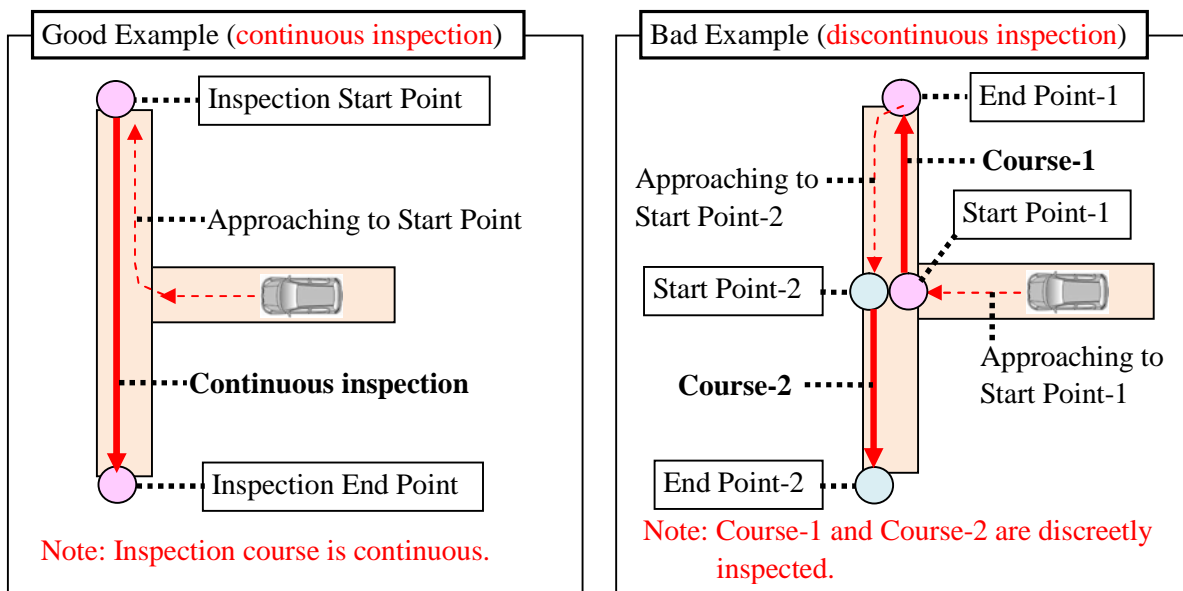 Good Example (continuous inspection)
Inspection Start Point
Approaching to Start Point
Continuous inspection
Inspection End Point
Note: Inspection course is continuous.
Bad Example (discontinuous inspection)
End Point-1
Course-1
Approaching to
Start Point-2
Start Point-1
Start Point-2
Approaching to
Start Point-1
Course-2
End Point-2
Note: Course-1 and Course-2 are discreetly
inspected.